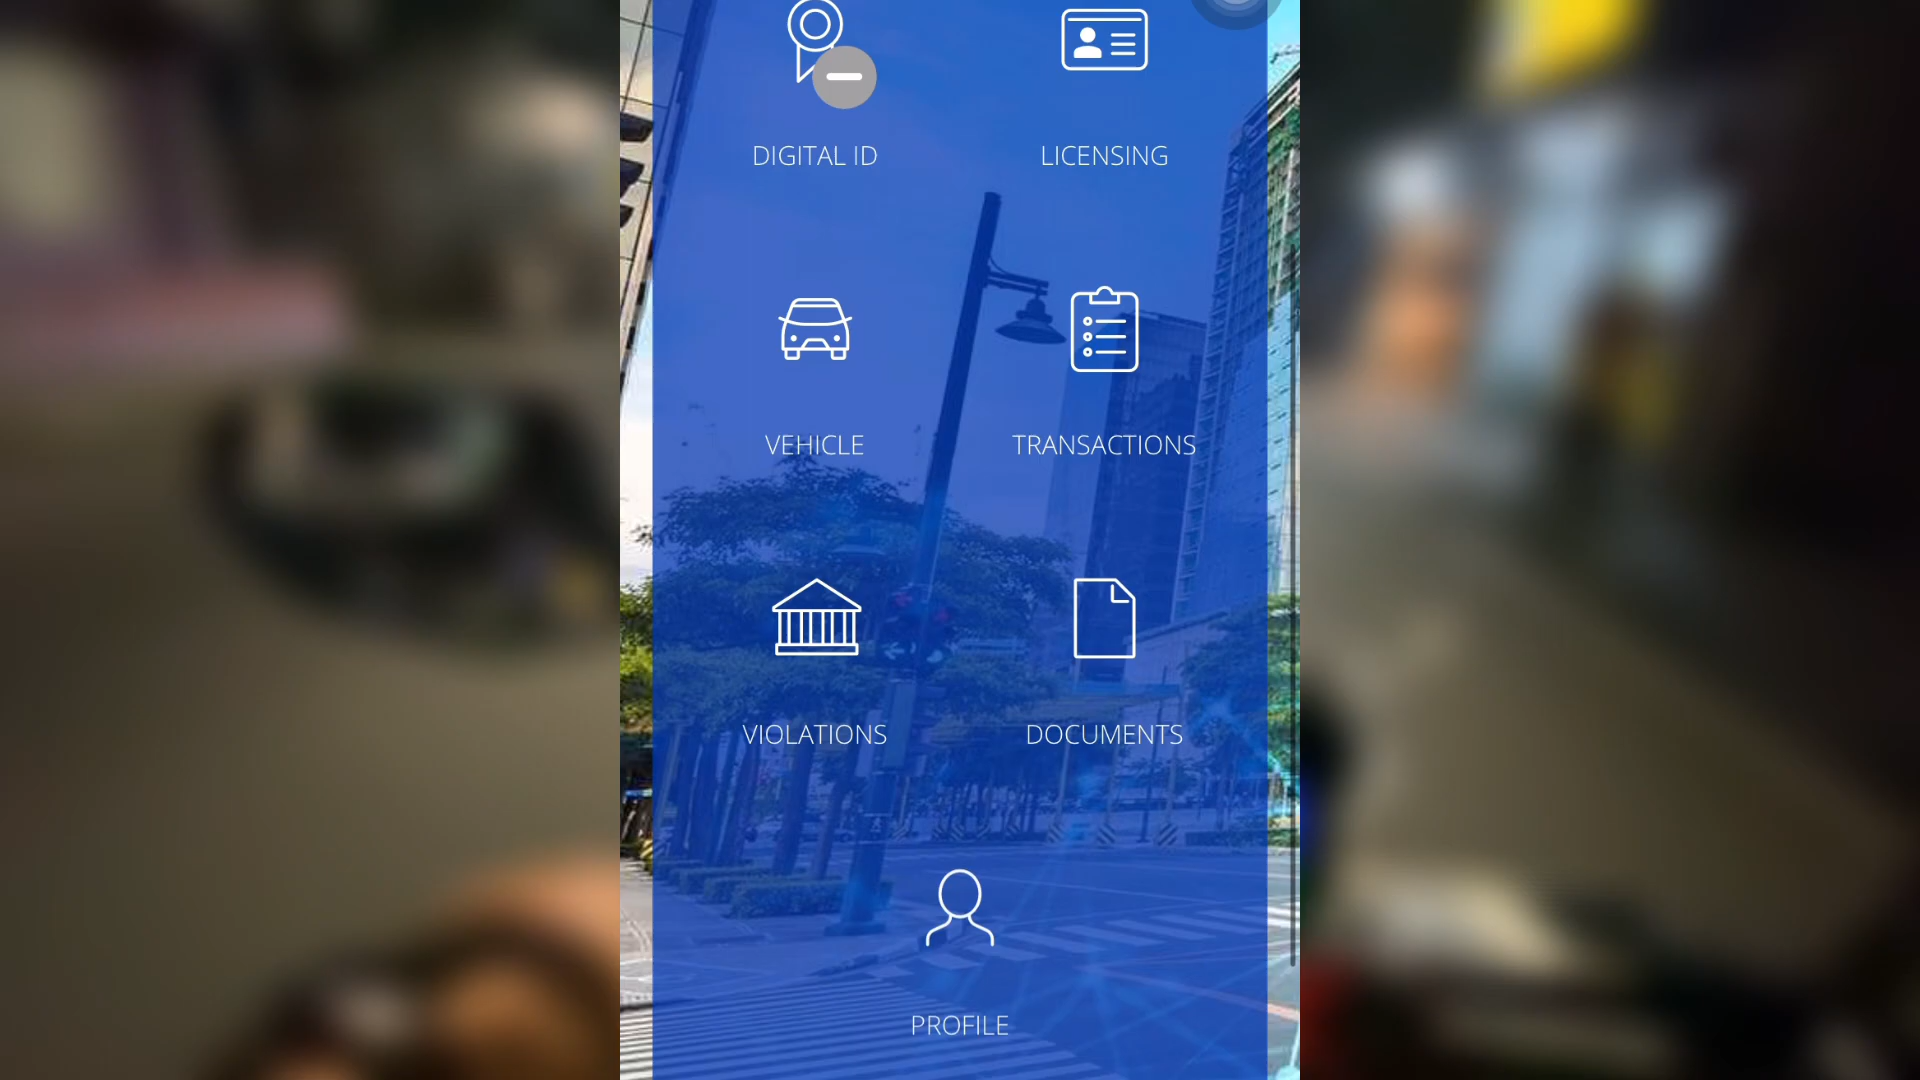 DIGITAL ID
LICENSING
VEHICLE
TRANSACTIONS
VIOLATIONS
DOCUMENTS
PROFILE